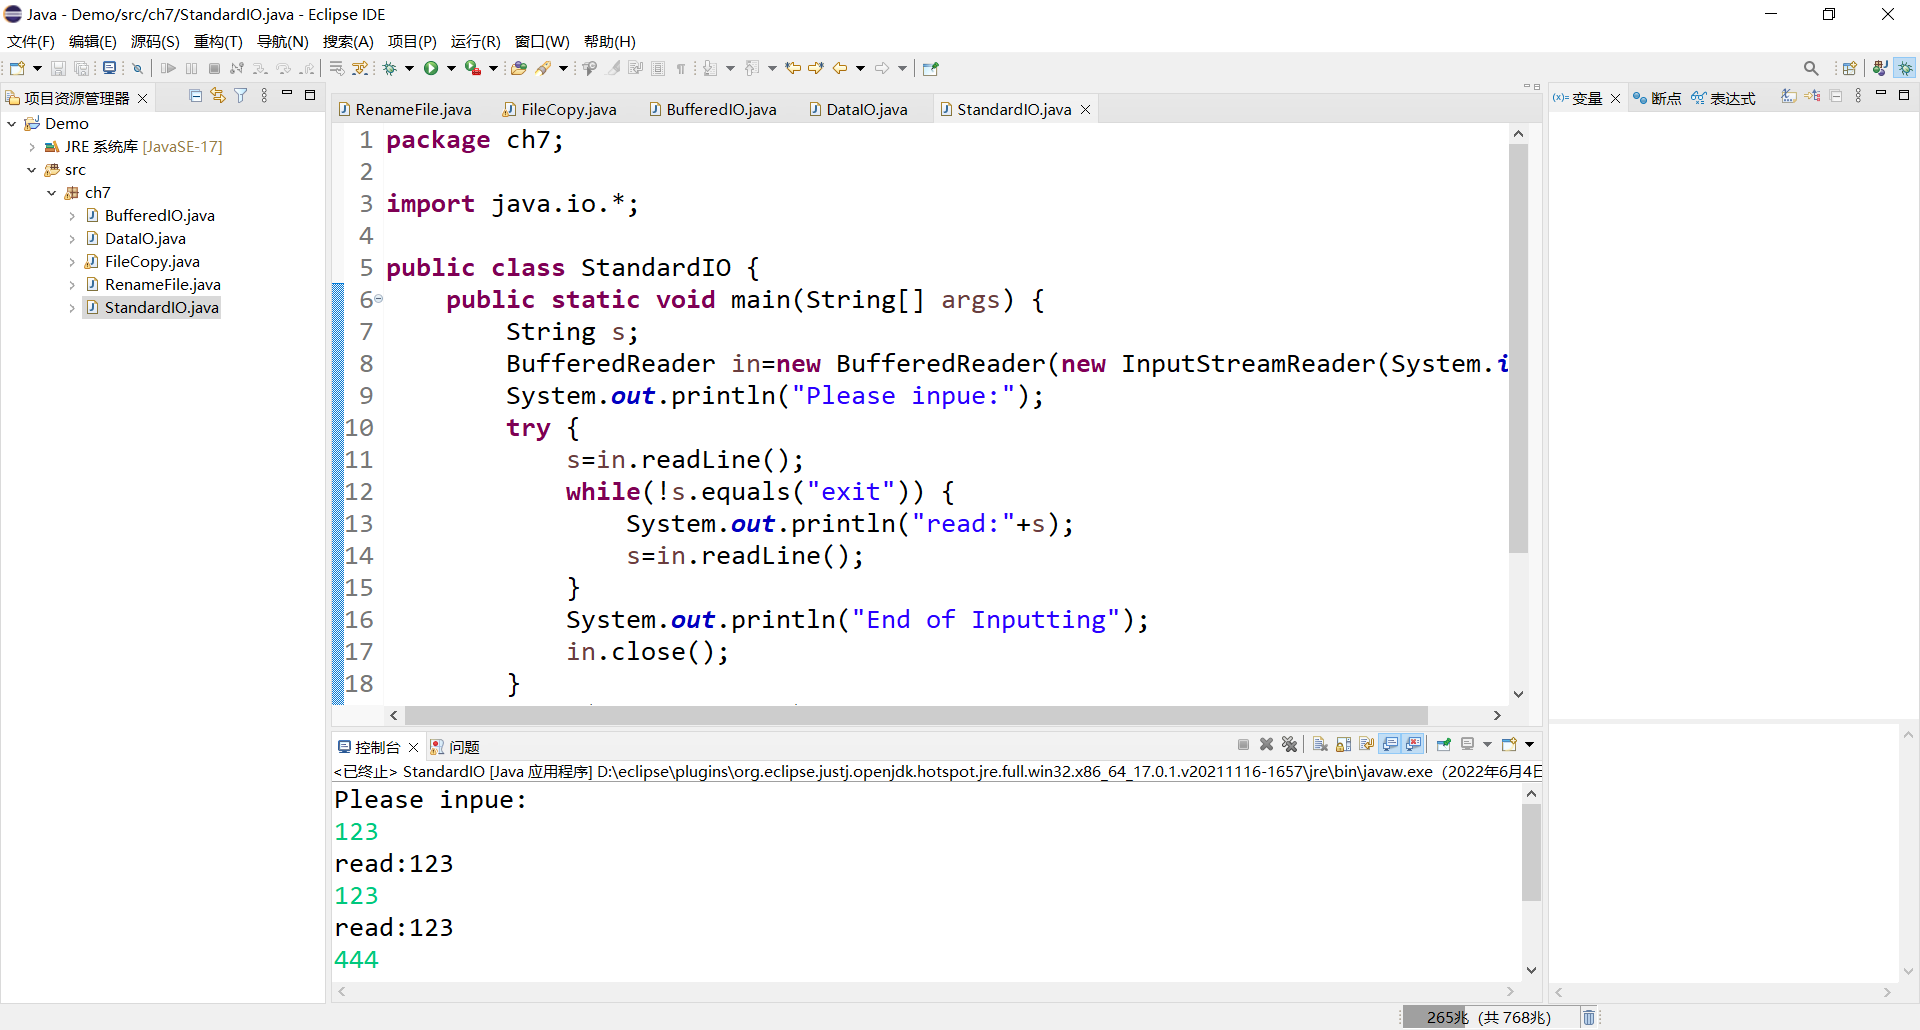 Java - Demo/src/ch7/StandardIO.java - Eclipse IDE
文件(F) 编辑(E) 源码(S) 重构(T) 导航(N) 搜索(A) 项目(P) 运行(R) 窗口(W) 帮助(H)
项目资源管理器
Demo
JRE 系统库 [JavaSE-17]
src
ch7
BufferedIO.java
DataIO.java
FileCopy.java
RenameFile.java
StandardIO.java
RenameFile.java FileCopy.java BufferedIO.java DataIO.java StandardIO.java
1 package ch7;
2
3 import java.io.*;
4
5 public class StandardIO {
6 public static void main(String[] args) {
7 String s;
8 BufferedReader in=new BufferedReader(new InputStreamReader(System.i
9 System.out.println("Please inpue:");
10 try {
11 s=in.readLine();
12 while(!s.equals("exit")) {
13 System.out.println("read:"+s);
14 s=in.readLine();
15 }
16 System.out.println("End of Inputting");
17 in.close();
18 }
控制台 问题
<已终止> StandardIO [Java 应用程序] D:\eclipse\plugins\org.eclipse.justj.openjdk.hotspot.jre.full.win32.x86_64_17.0.1.v20211116-1657\jre\bin\javaw.exe (2022年6月4日
Please inpue:
123
read:123
123
read:123
444
(x)= 变量 断点 表达式
265兆 (共 768兆)